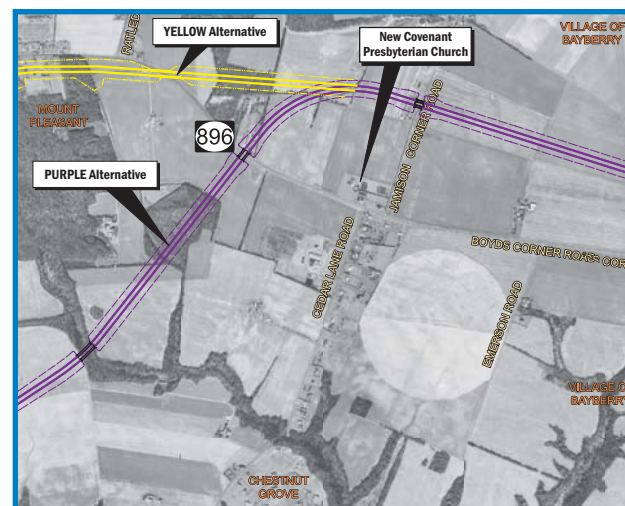 YELLOW Alternative
New Covenant
Presbyterian Church
VILLAGE OF
BAYBERRY
RATLED
MOUNT
PLEASANT
896
JAMISON CORNER ROAD
PURPLE Alternative
CEDAR LANE ROAD
BOYDS CORNER ROAD
EMERSON ROAD
VILLAGE OF
BAYBERRY
CHESTNUT
GROVE